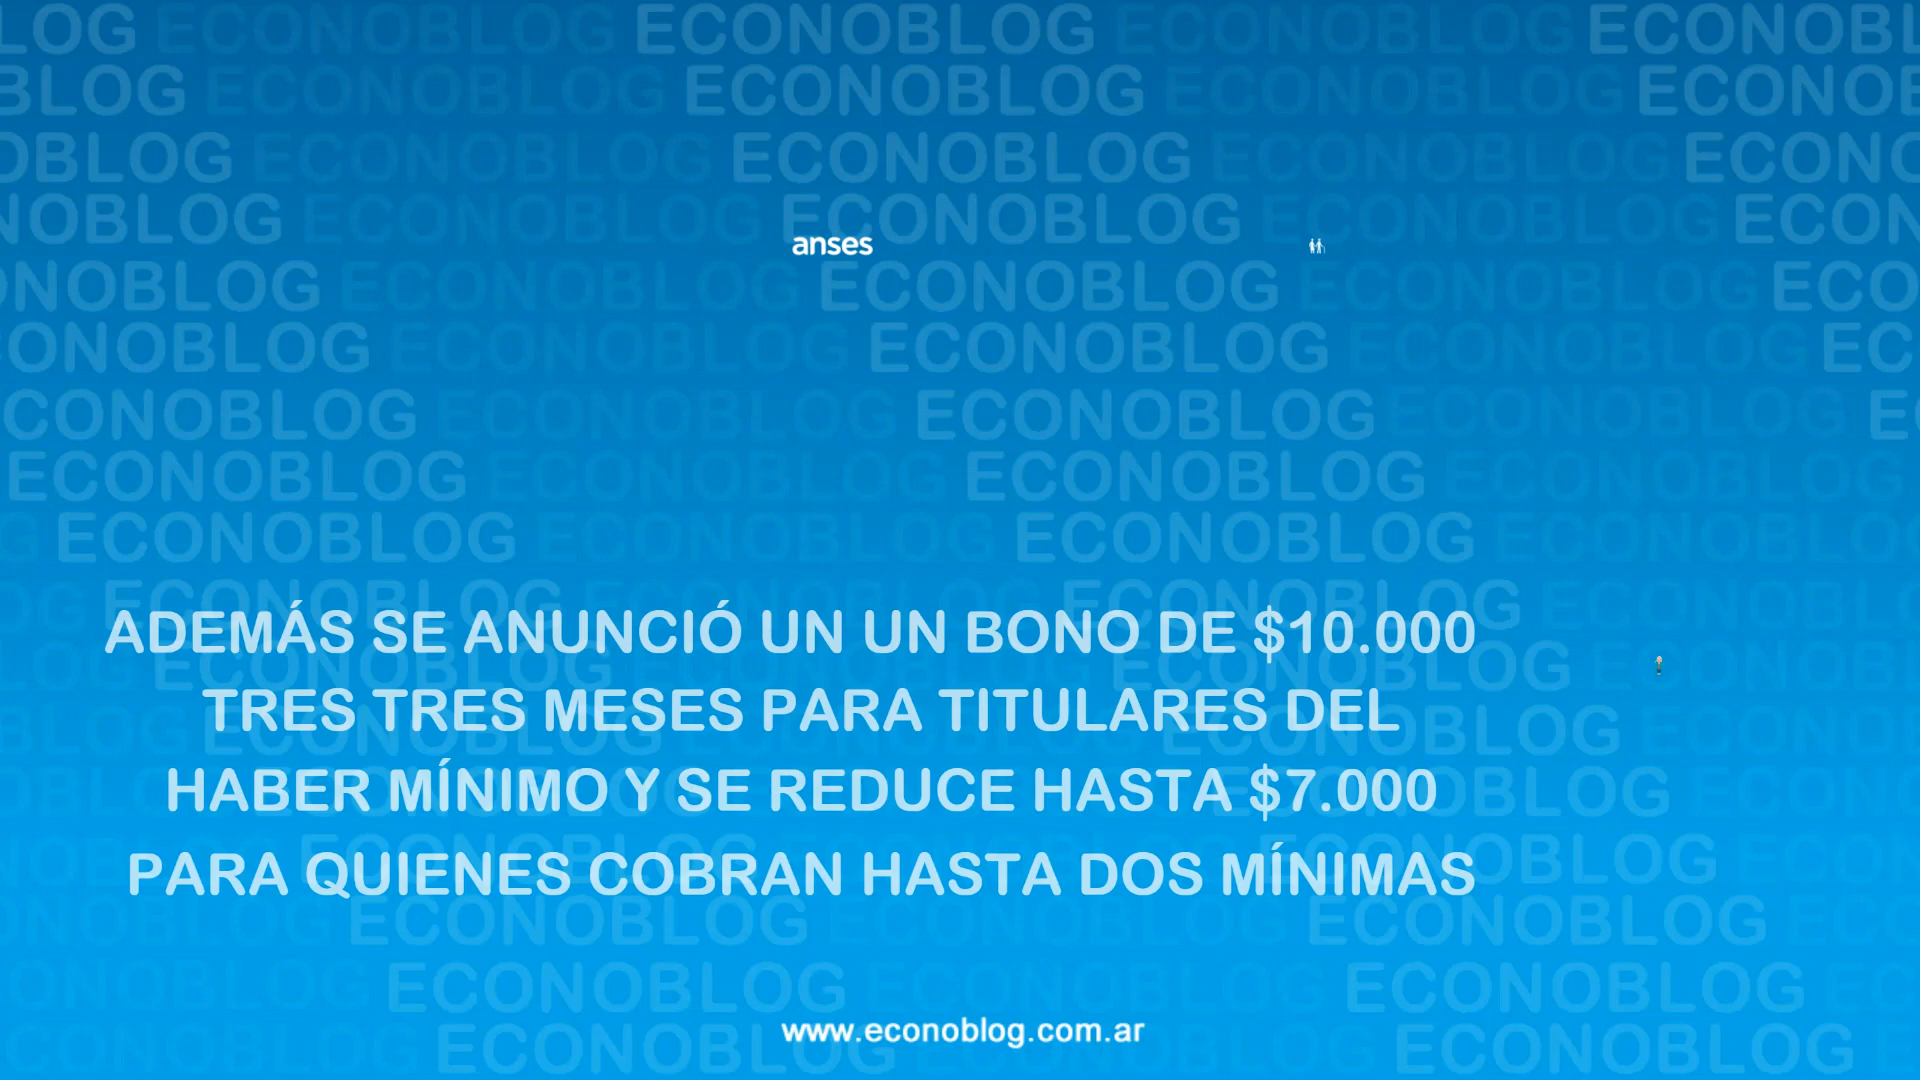 anses
ADEMÁS SE ANUNCIÓ UN UN BONO DE $10.000
TRES TRES MESES PARA TITULARES DEL
HABER MÍNIMO Y SE REDUCE HASTA $7.000
PARA QUIENES COBRAN HASTA DOS MÍNIMAS
www.econoblog.com.ar